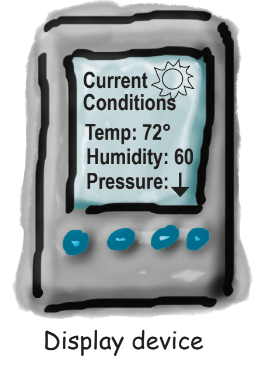 Current
Conditions
Temp: 72°
Humidity: 60
Pressure: ↓
Display device